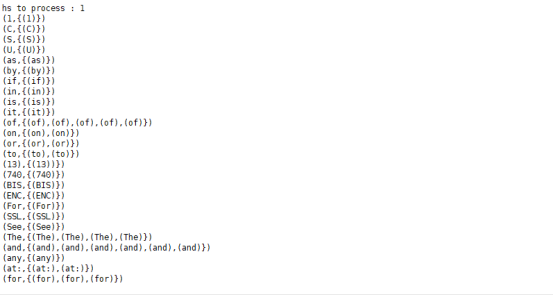 hs to process : 1
(1,{(1)})
(C,{(C)})
(S,{(S)})
(U,{(U)})
(as,{(as)})
(by,{(by)})
(if,{(if)})
(in,{(in)})
(is,{(is)})
(it,{(it)})
(of,{(of),(of),(of),(of),(of)})
(on,{(on),(on)})
(or,{(or),(or)})
(to,{(to),(to)})
(13),{(13))})
(740,{(740)})
(BIS,{(BIS)})
(ENC,{(ENC)})
(For,{(For)})
(SSL,{(SSL)})
(See,{(See)})
(The,{(The),(The),(The),(The)})
(and,{(and),(and),(and),(and),(and),(and)})
(any,{(any)})
(at:,{(at:),(at:)})
(for,{(for),(for),(for)})